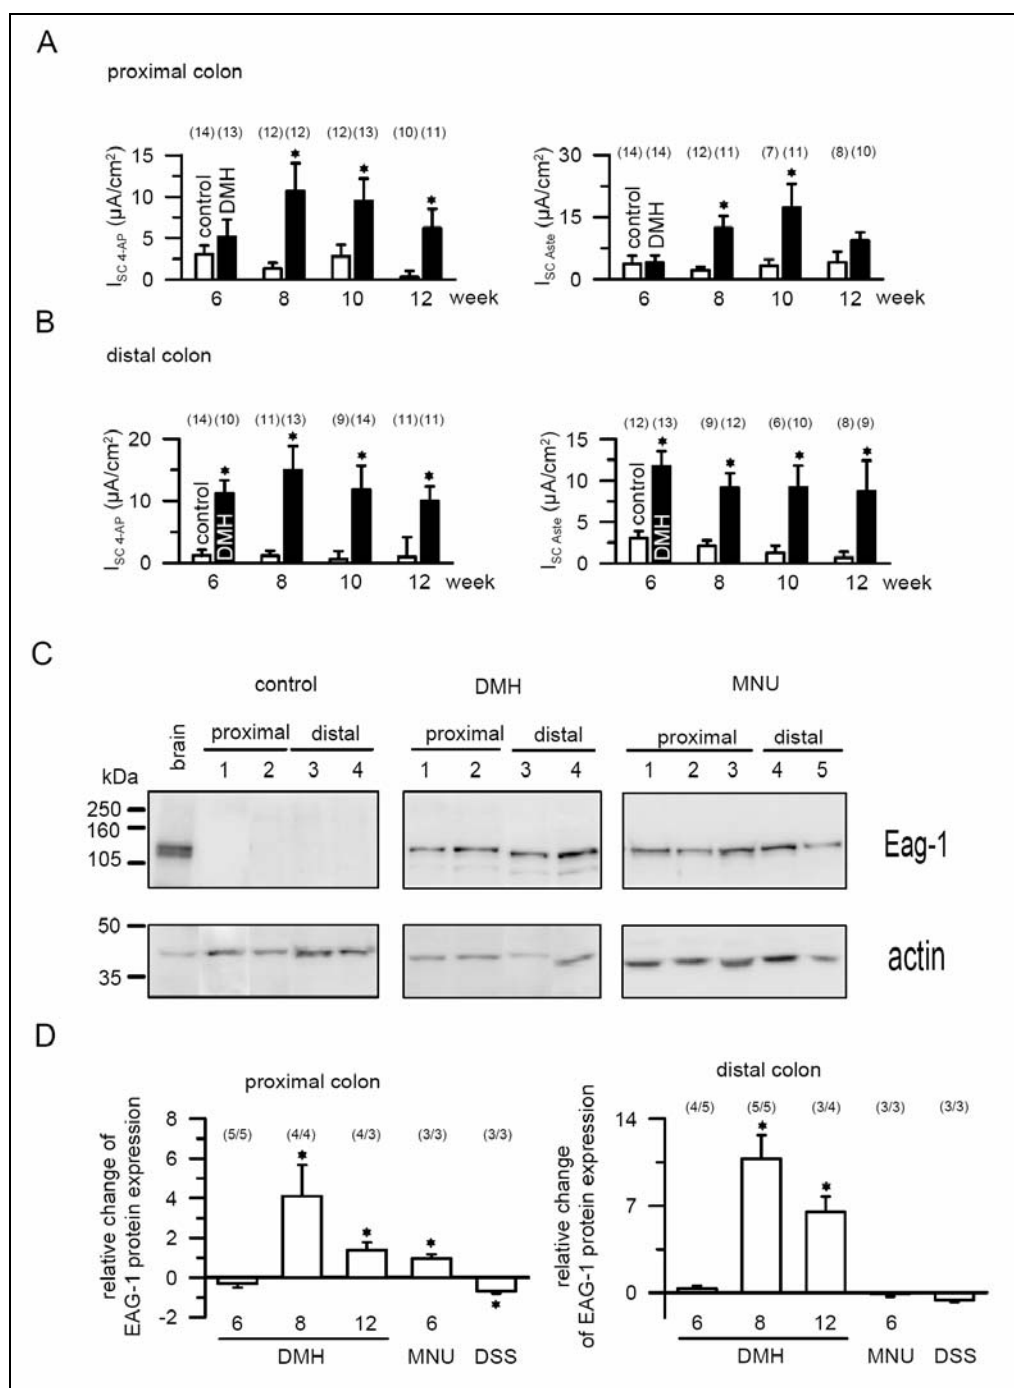 A
proximal colon
(14) (13) (12) (12) (12) (13) (10) (11)
I SC 4-AP (µA/cm²)
15
10
5
0
control
DMH
* * *
6 8 10 12 week
(14) (14) (12) (11) (7) (11) (8) (10)
I SC Aste (µA/cm²)
30
15
0
control
DMH
* *
6 8 10 12 week
B
distal colon
(14) (10) (11) (13) (9) (14) (11) (11)
I SC 4-AP (µA/cm²)
20
10
0
control
DMH
* * * *
6 8 10 12 week
(12) (13) (9) (12) (6) (10) (8) (9)
I SC Aste (µA/cm²)
15
10
5
0
control
DMH
* * * *
6 8 10 12 week
C
control DMH MNU
brain proximal distal proximal distal proximal distal
kDa 1 2 3 4 1 2 3 4 1 2 3 4 5
250
160
105
Eag-1
50
35
actin
D
proximal colon
(5/5) (4/4) (4/3) (3/3) (3/3)
relative change of
EAG-1 protein expression
8
6
4
2
0
-2
* * * *
6 8 12 6
DMH MNU DSS
distal colon
(4/5) (5/5) (3/4) (3/3) (3/3)
relative change
of EAG-1 protein expression
14
7
0
* *
6 8 12 6
DMH MNU DSS